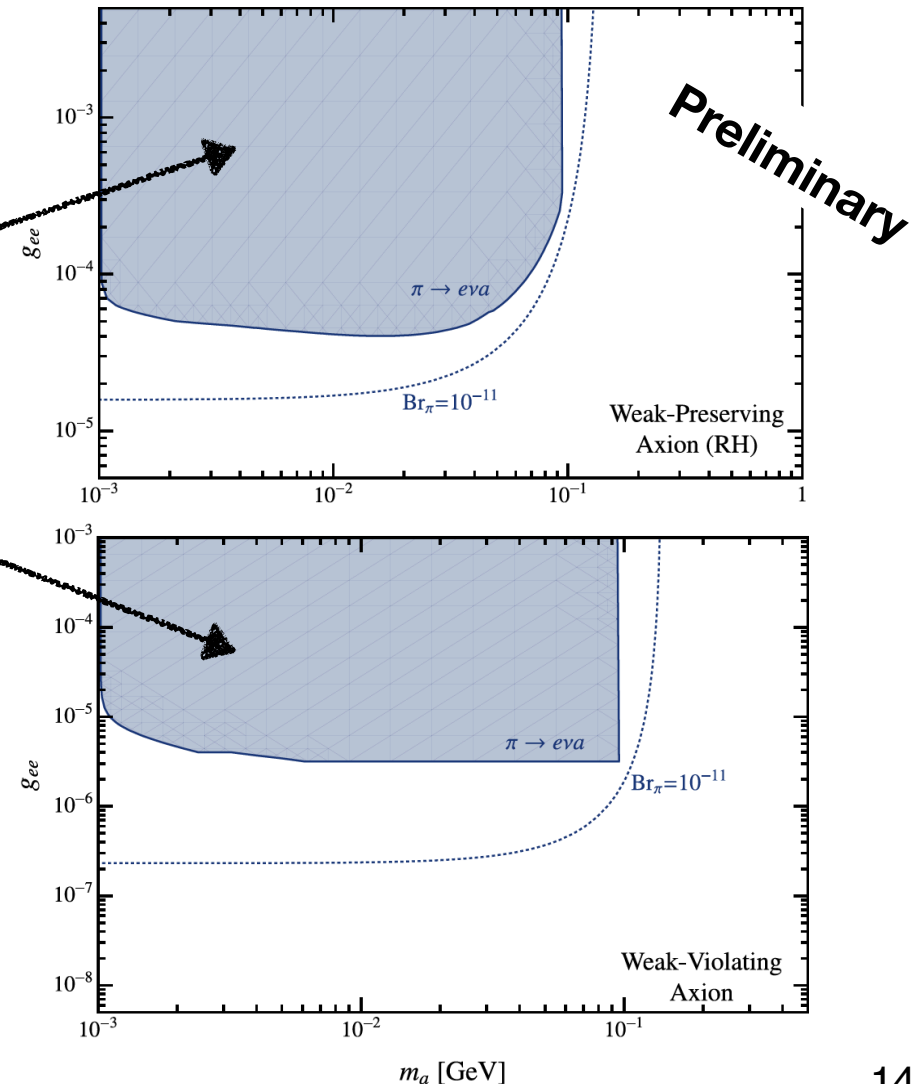 10⁻³
10⁻⁴
10⁻⁵
g_ee
π → eνa
Br_π=10⁻¹¹
Preliminary
Weak-Preserving
Axion (RH)
10⁻³ 10⁻² 10⁻¹ 1
10⁻³
10⁻⁴
10⁻⁵
10⁻⁶
10⁻⁷
10⁻⁸
g_ee
π → eνa
Br_π=10⁻¹¹
Weak-Violating
Axion
10⁻³ 10⁻² 10⁻¹
m_a [GeV]
14